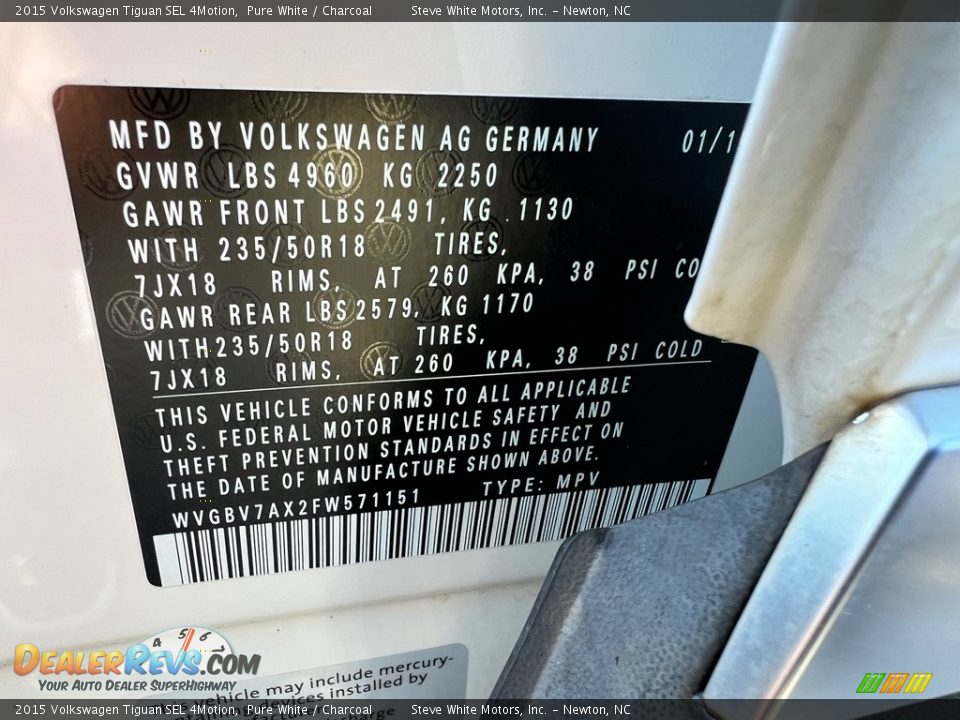 2015 Volkswagen Tiguan SEL 4Motion, Pure White / Charcoal Steve White Motors, Inc. – Newton, NC
MFD BY VOLKSWAGEN AG GERMANY 01/1
GVWR LBS 4960 KG 2250
GAWR FRONT LBS 2491, KG 1130
WITH 235/50R18 TIRES,
7JX18 RIMS, AT 260 KPA, 38 PSI CO
GAWR REAR LBS 2579, KG 1170
WITH 235/50R18 TIRES,
7JX18 RIMS, AT 260 KPA, 38 PSI COLD
THIS VEHICLE CONFORMS TO ALL APPLICABLE
U.S. FEDERAL MOTOR VEHICLE SAFETY AND
THEFT PREVENTION STANDARDS IN EFFECT ON
THE DATE OF MANUFACTURE SHOWN ABOVE.
WVGBV7AX2FW571151 TYPE: MPV
4 5 6
DEALERREVS.COM
YOUR AUTO DEALER SUPERHIGHWAY
vehicle may include mercury-
devices installed by
2015 Volkswagen Tiguan SEL 4Motion, Pure White / Charcoal Steve White Motors, Inc. – Newton, NC